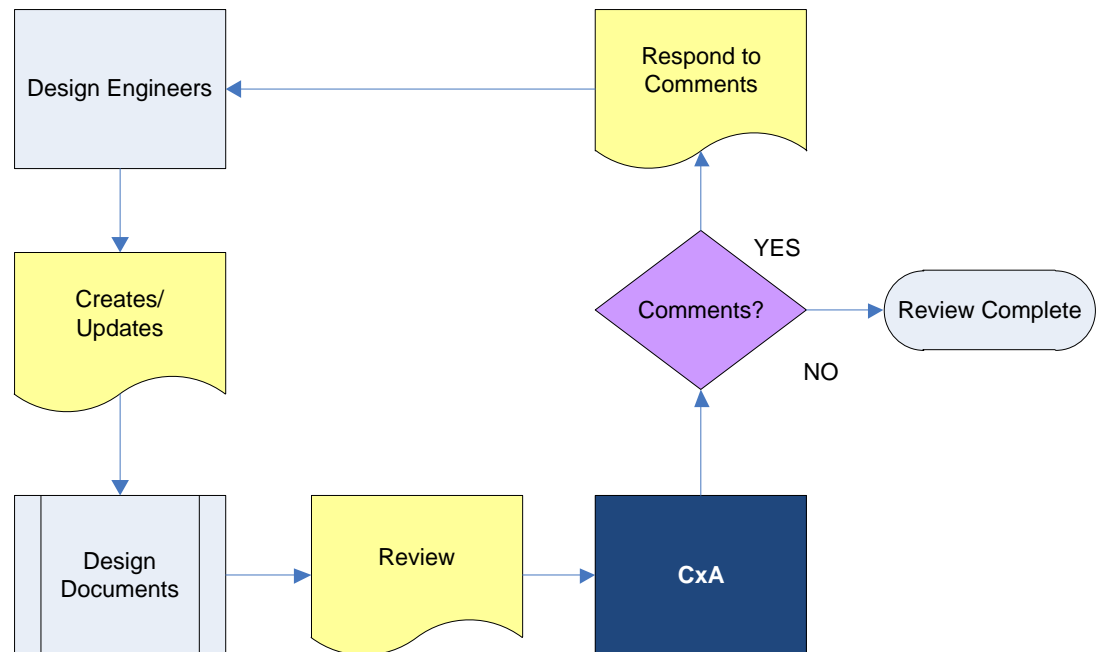 Design Engineers
Respond to
Comments
Creates/
Updates
YES
Comments?
Review Complete
NO
Design
Documents
Review
CxA